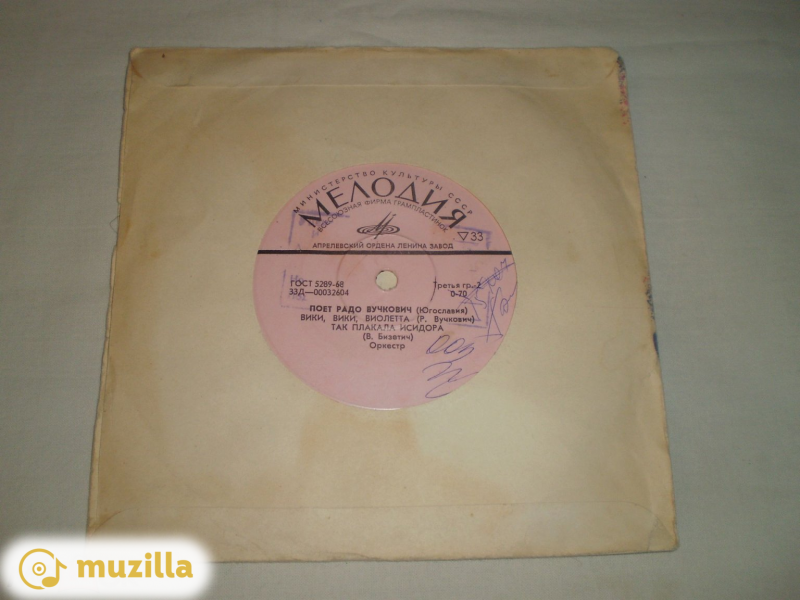 МИНИСТЕРСТВО КУЛЬТУРЫ СССР
МЕЛОДИЯ
ВСЕСОЮЗНАЯ ФИРМА ГРАМПЛАСТИНОК
▽33
АПРЕЛЕВСКИЙ ОРДЕНА ЛЕНИНА ЗАВОД
ГОСТ 5289-68
33Д—00032604
Третья гр. 2
0-70
ПОЕТ РАДО ВУЧКОВИЧ (Югославия)
ВИКИ, ВИКИ, ВИОЛЕТТА (Р. Вучкович)
ТАК ПЛАКАЛА ИСИДОРА
(В. Бизетич)
Оркестр
muzilla